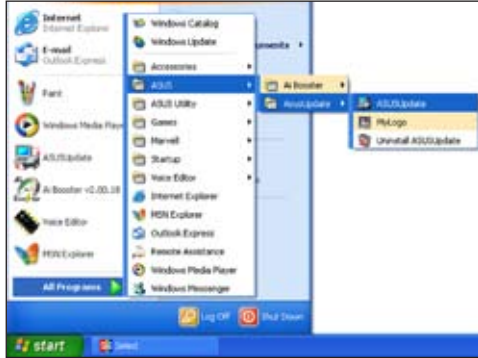 Internet
Internet Explorer
E-mail
Outlook Express
Paint
Windows Media Play
ASUSUpdate
Ai Booster v2.00.18
Voice Editor
MSN Explorer
All Programs
Windows Catalog
Windows Update
Accessories
ASUS
ASUS Utility
Games
Marvell
Startup
Voice Editor
Internet Explorer
MSN Explorer
Outlook Express
Remote Assistance
Windows Media Player
Windows Messenger
ocuments
Ai Booster
AsusUpdate
ASUSUpdate
MyLogo
Uninstall ASUSUpdate
Log Off
Shut Down
start
Select